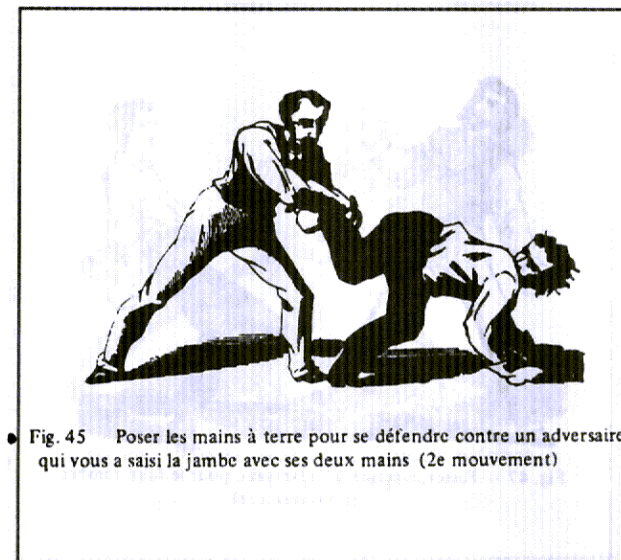 Fig. 45 Poser les mains à terre pour se défendre contre un adversaire
qui vous a saisi la jambe avec ses deux mains (2e mouvement)